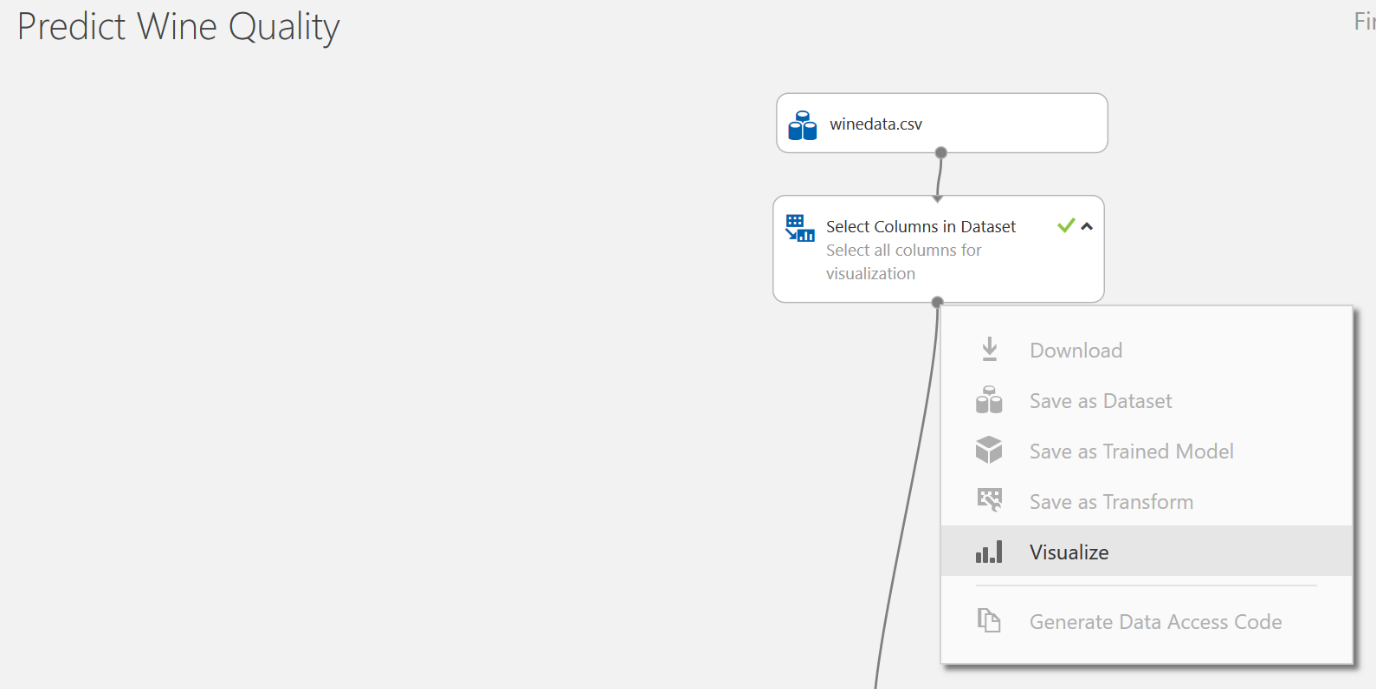 Predict Wine Quality
Fi
winedata.csv
Select Columns in Dataset
Select all columns for
visualization
Download
Save as Dataset
Save as Trained Model
Save as Transform
Visualize
Generate Data Access Code